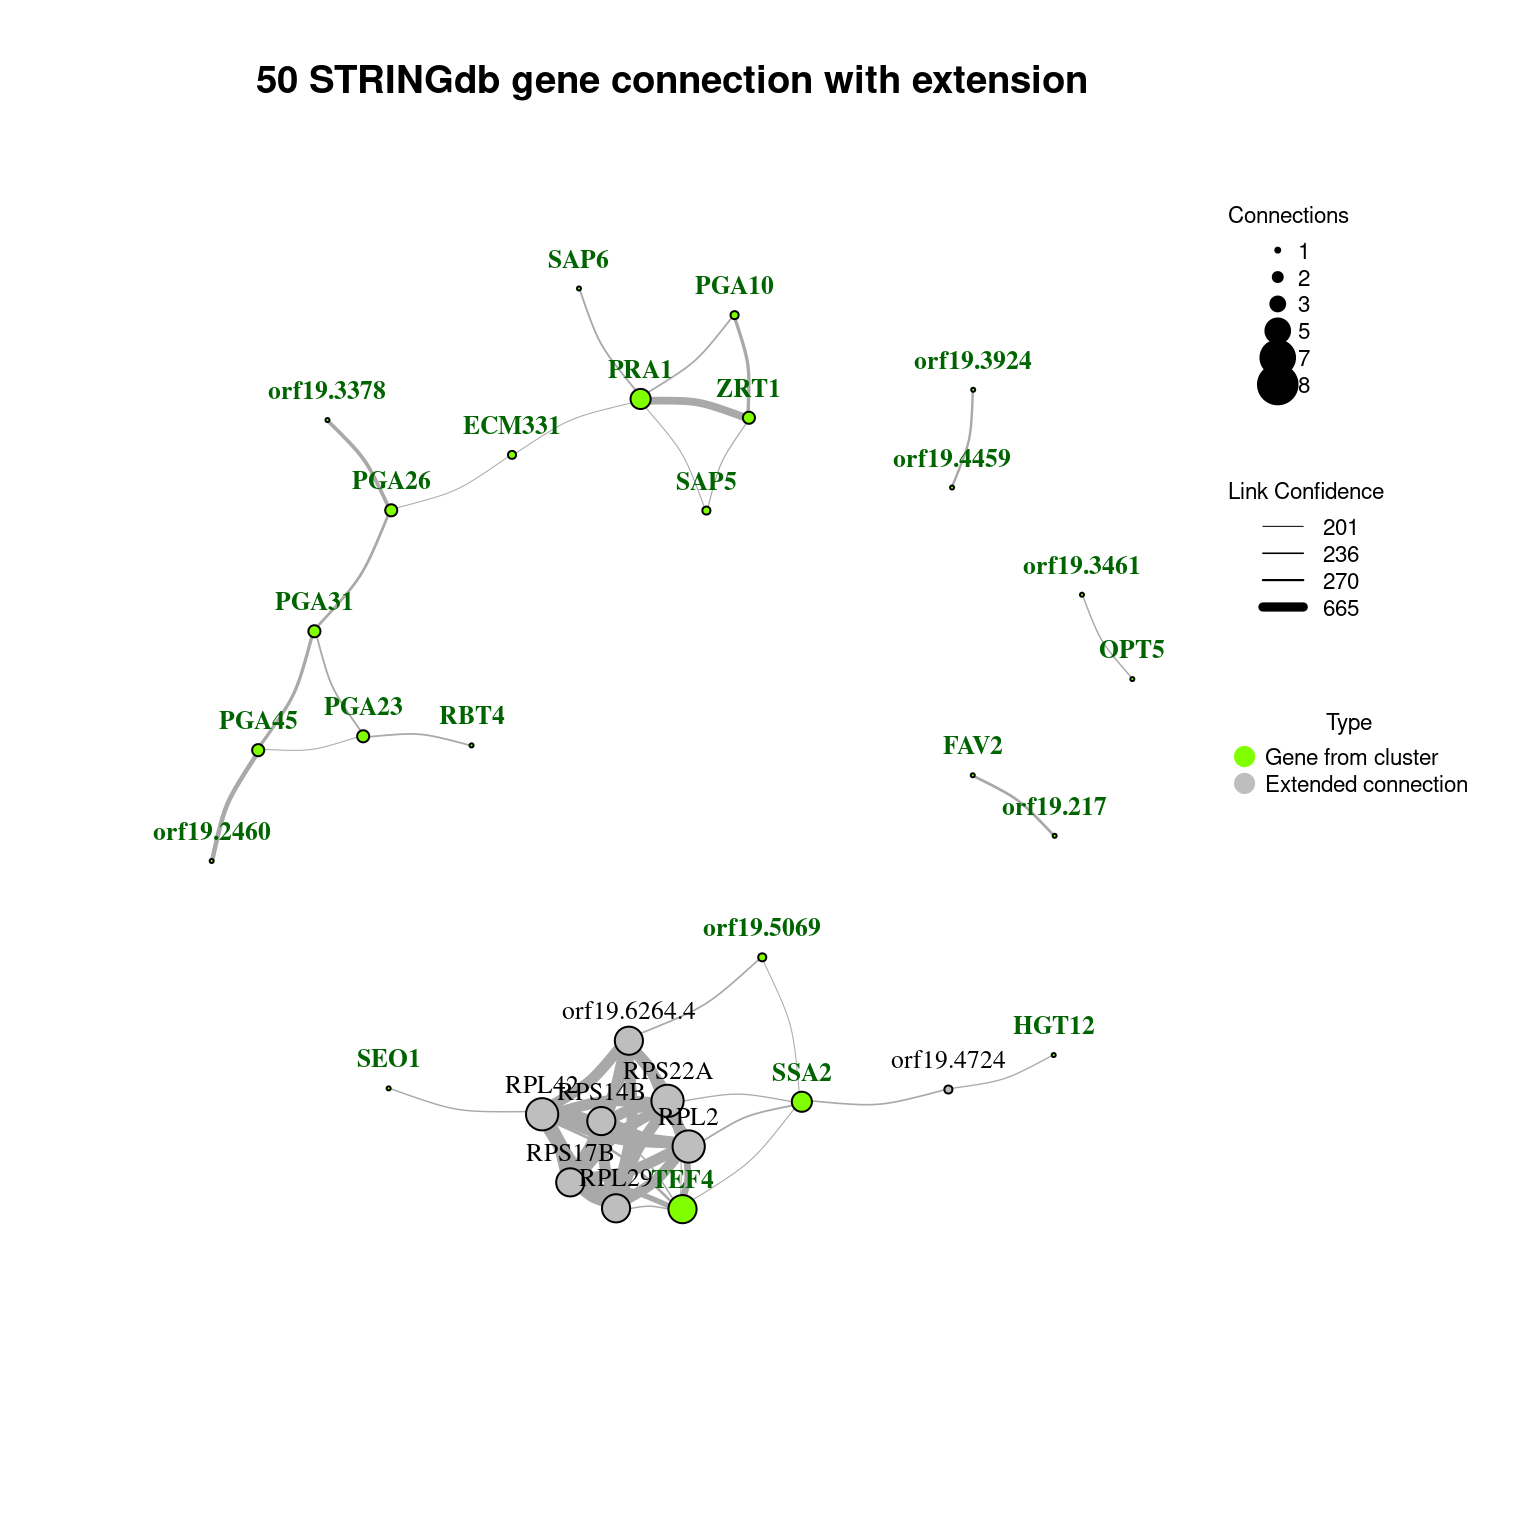 50 STRINGdb gene connection with extension
Connections
1
2
3
5
7
8
SAP6
PGA10
PRA1
ZRT1
orf19.3378
ECM331
PGA26
SAP5
orf19.3924
orf19.4459
Link Confidence
201
236
270
665
orf19.3461
OPT5
PGA31
PGA45
PGA23
RBT4
orf19.2460
Type
Gene from cluster
Extended connection
FAV2
orf19.217
orf19.5069
orf19.6264.4
HGT12
SEO1
orf19.4724
RPL42
RPS14B
RPS22A
SSA2
RPL2
RPS17B
RPL29
TEF4